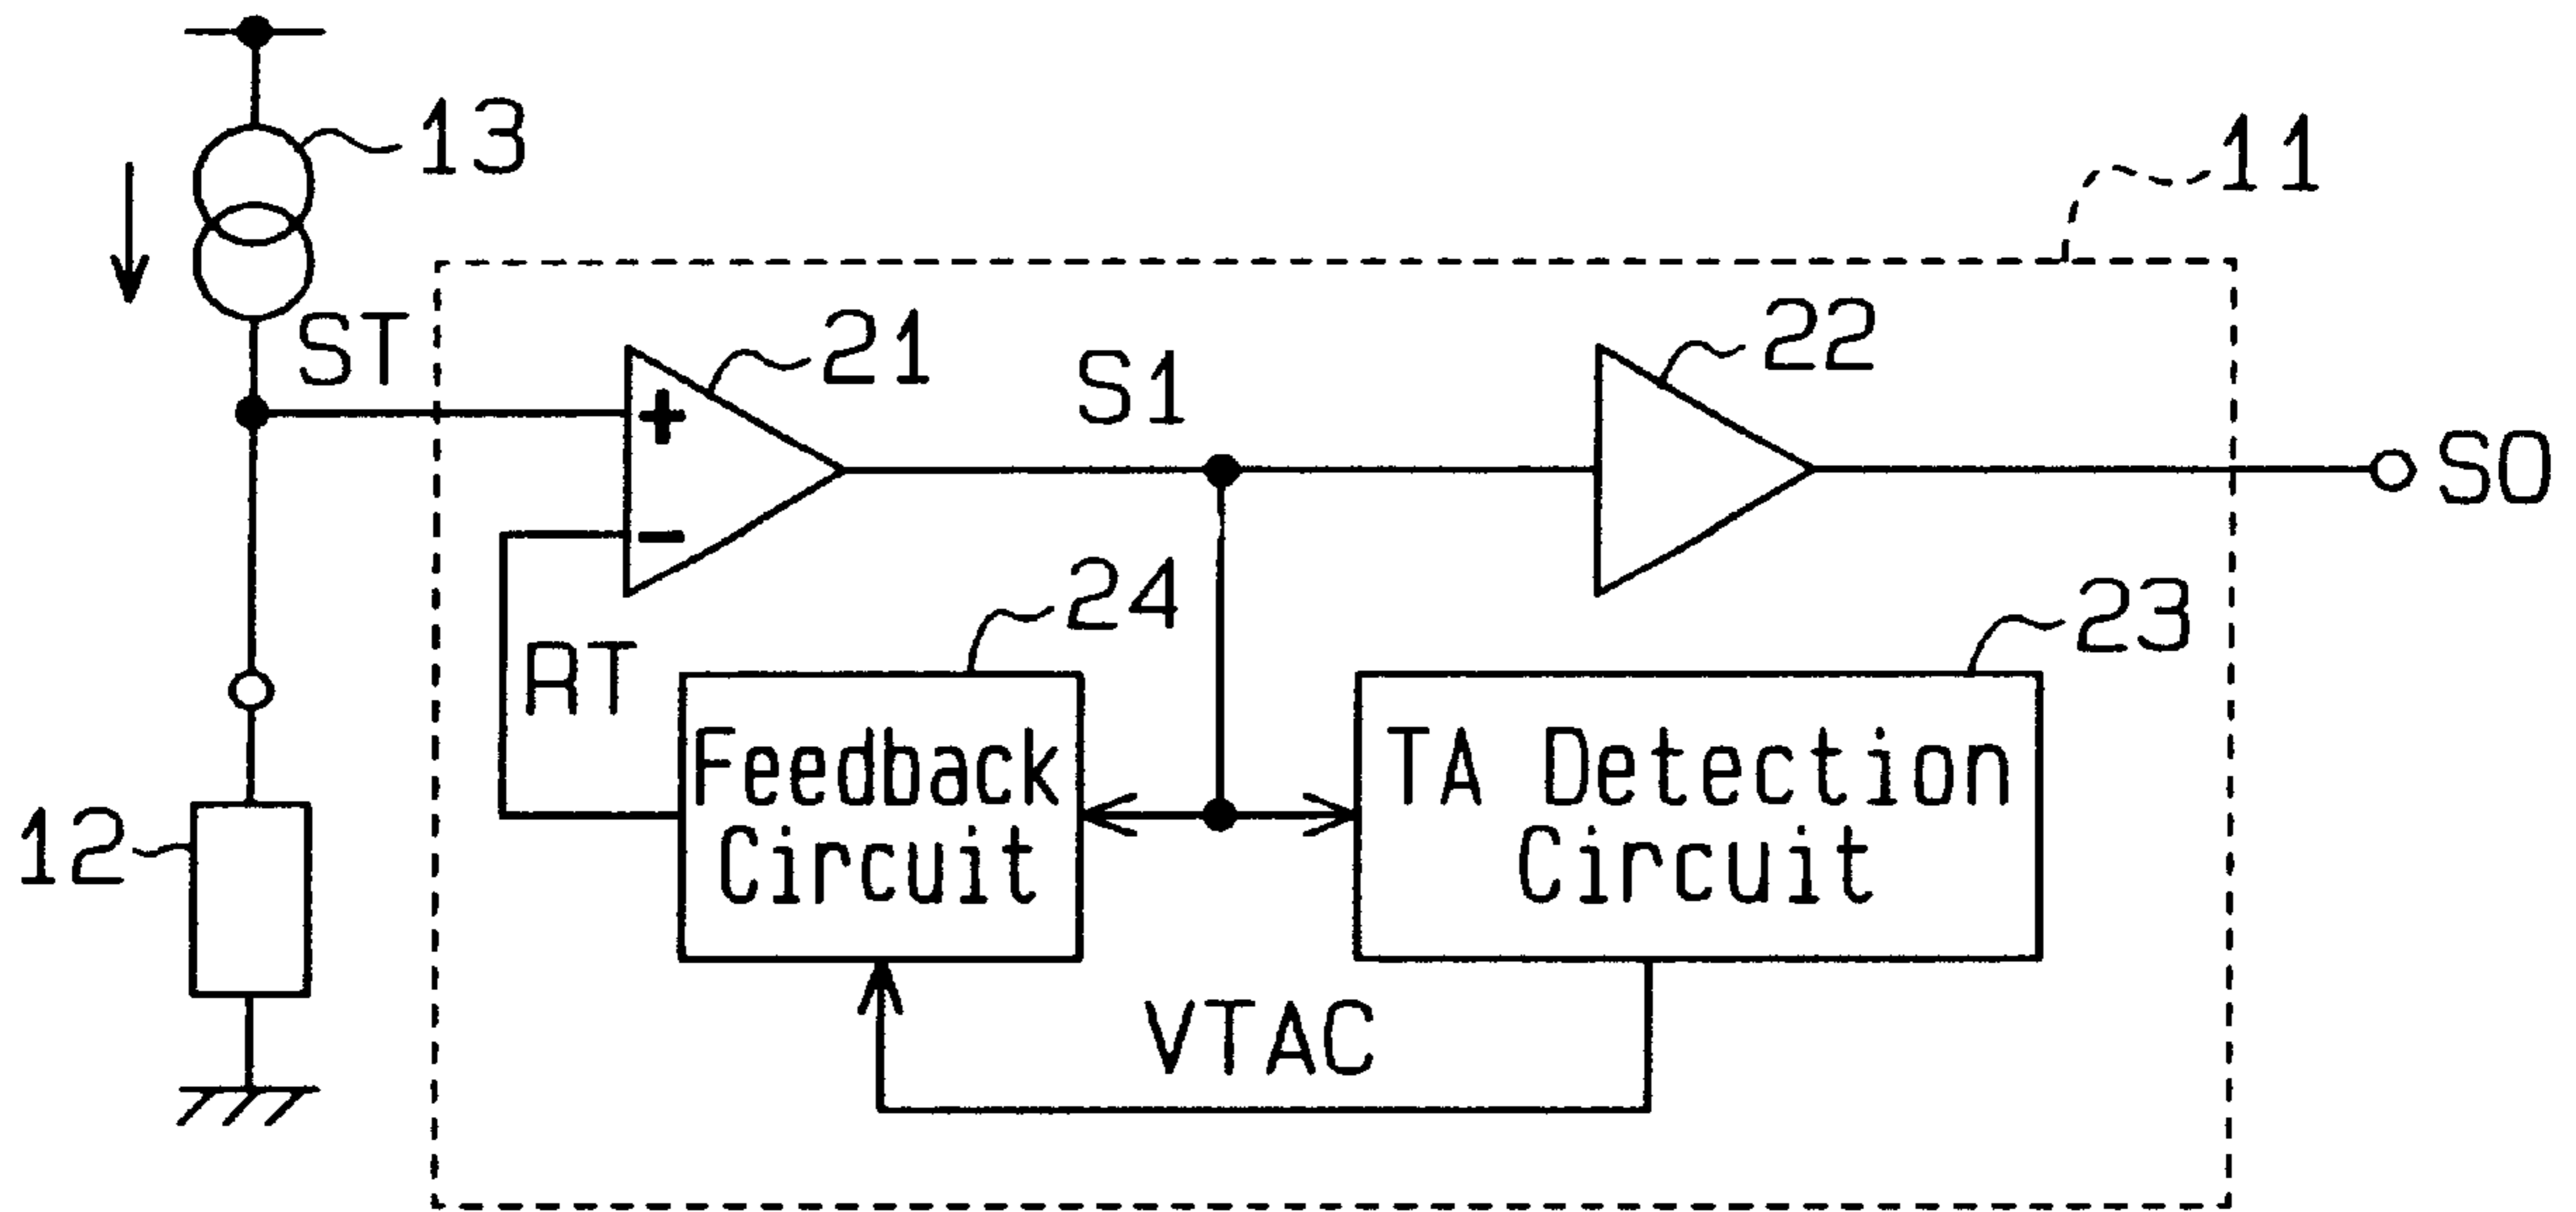 13
11
ST
21
S1
22
SO
24
23
RT
Feedback
Circuit
TA Detection
Circuit
12
VTAC
+
-